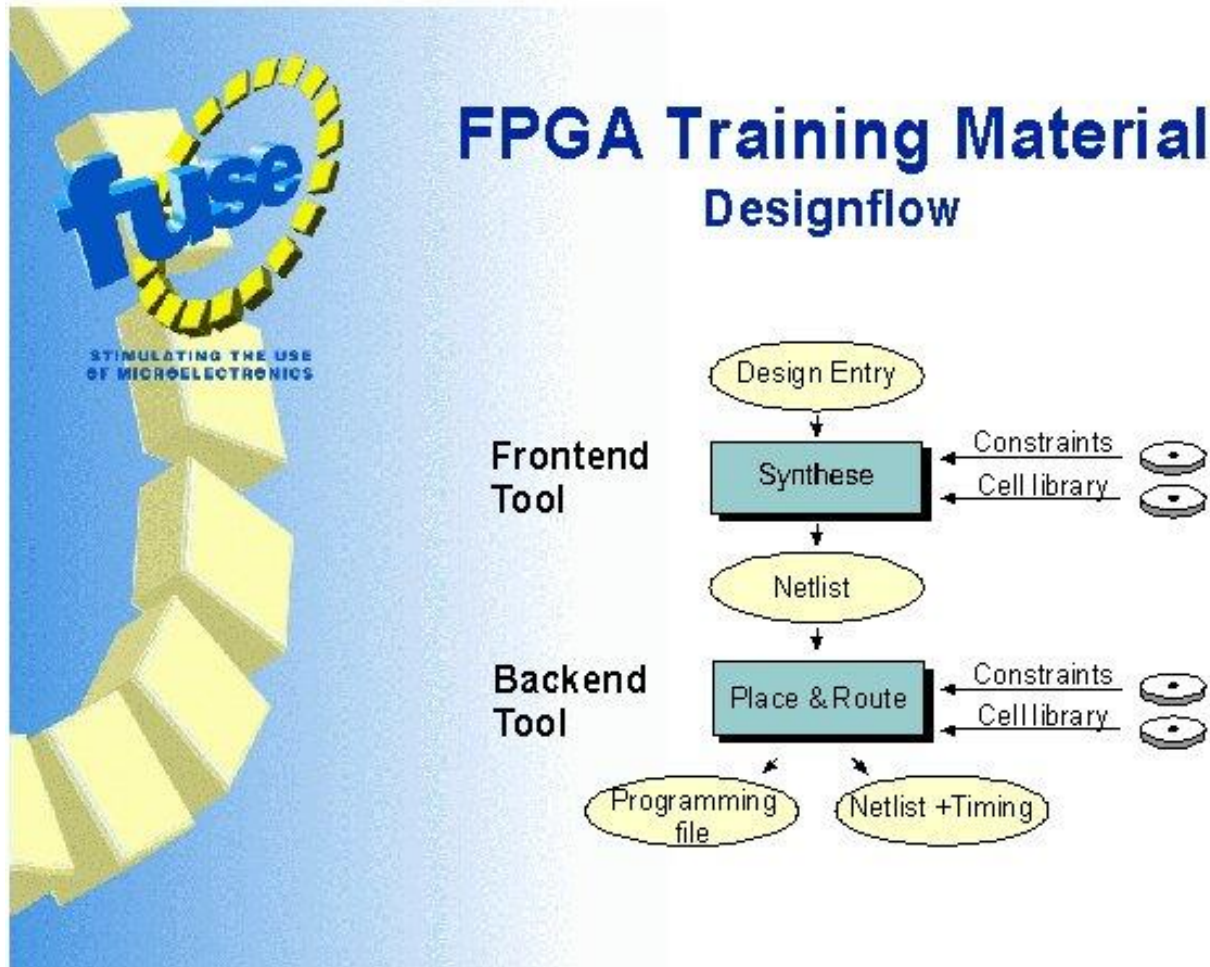 fuse
STIMULATING THE USE
OF MICROELECTRONICS
FPGA Training Material
Designflow
Design Entry
Frontend
Tool
Synthese
Constraints
Cell library
Netlist
Backend
Tool
Place & Route
Constraints
Cell library
Programming
file
Netlist +Timing